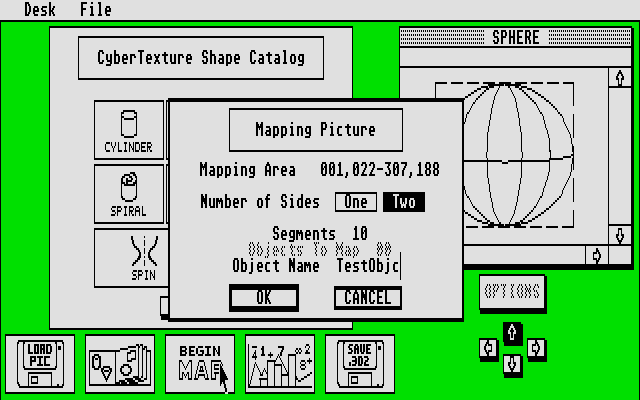 Desk File
SPHERE
CyberTexture Shape Catalog
CYLINDER
SPIRAL
SPIN
Mapping Picture
Mapping Area 001,022-307,188
Number of Sides One Two
Segments 10
Objects To Map 00
Object Name TestObjc
OK CANCEL
OPTIONS
LOAD
PIC
BEGIN
MAP
SAVE
.3D2